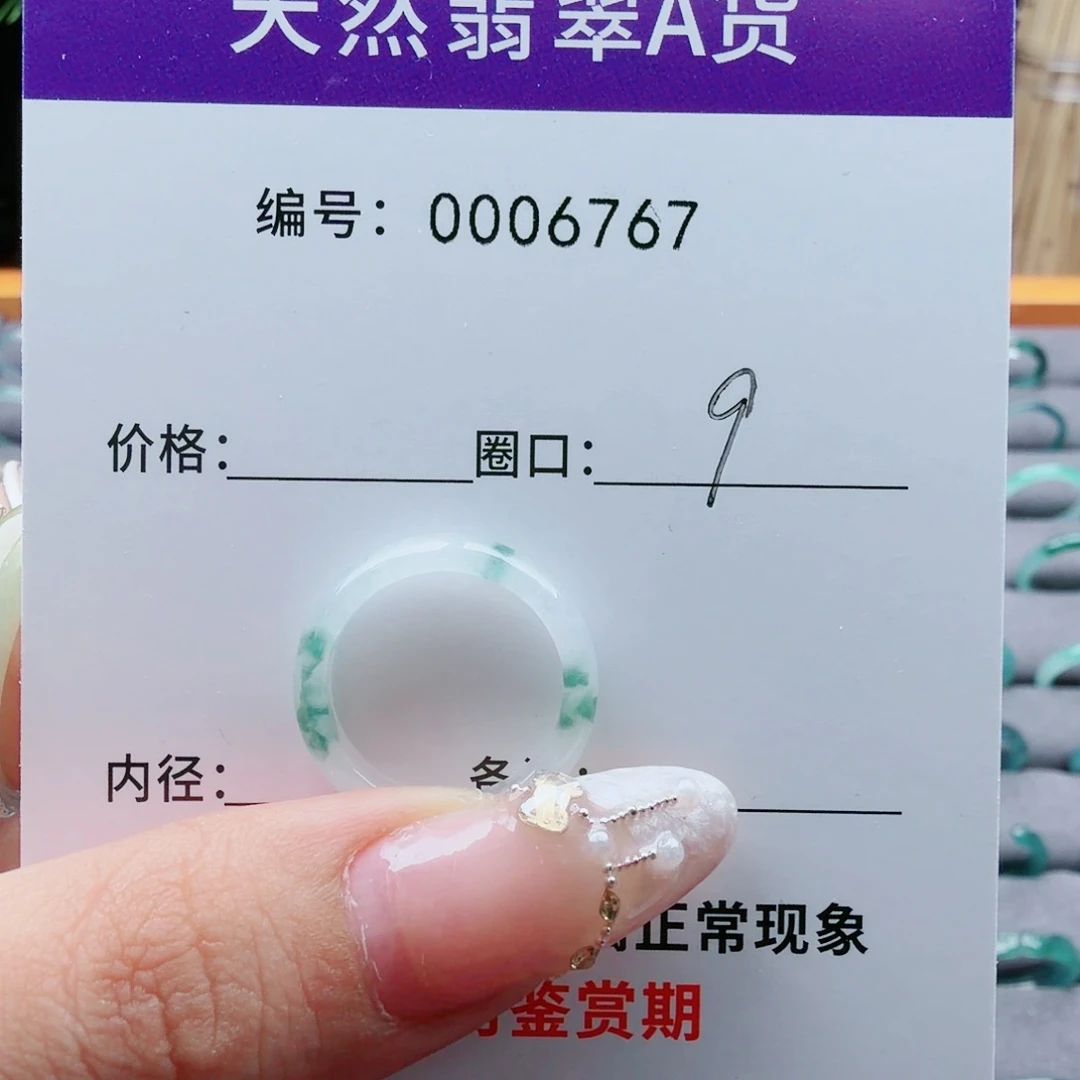 天然翡翠A货
编号：0006767
价格： 圈口： 9
内径：
正常现象
鉴赏期